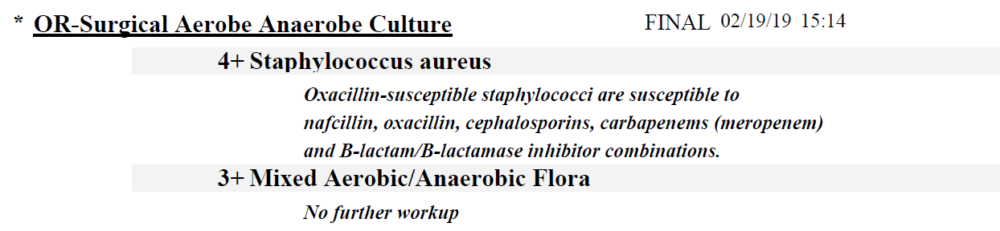 * OR-Surgical Aerobe Anaerobe Culture FINAL 02/19/19 15:14
4+ Staphylococcus aureus
Oxacillin-susceptible staphylococci are susceptible to
nafcillin, oxacillin, cephalosporins, carbapenems (meropenem)
and B-lactam/B-lactamase inhibitor combinations.
3+ Mixed Aerobic/Anaerobic Flora
No further workup